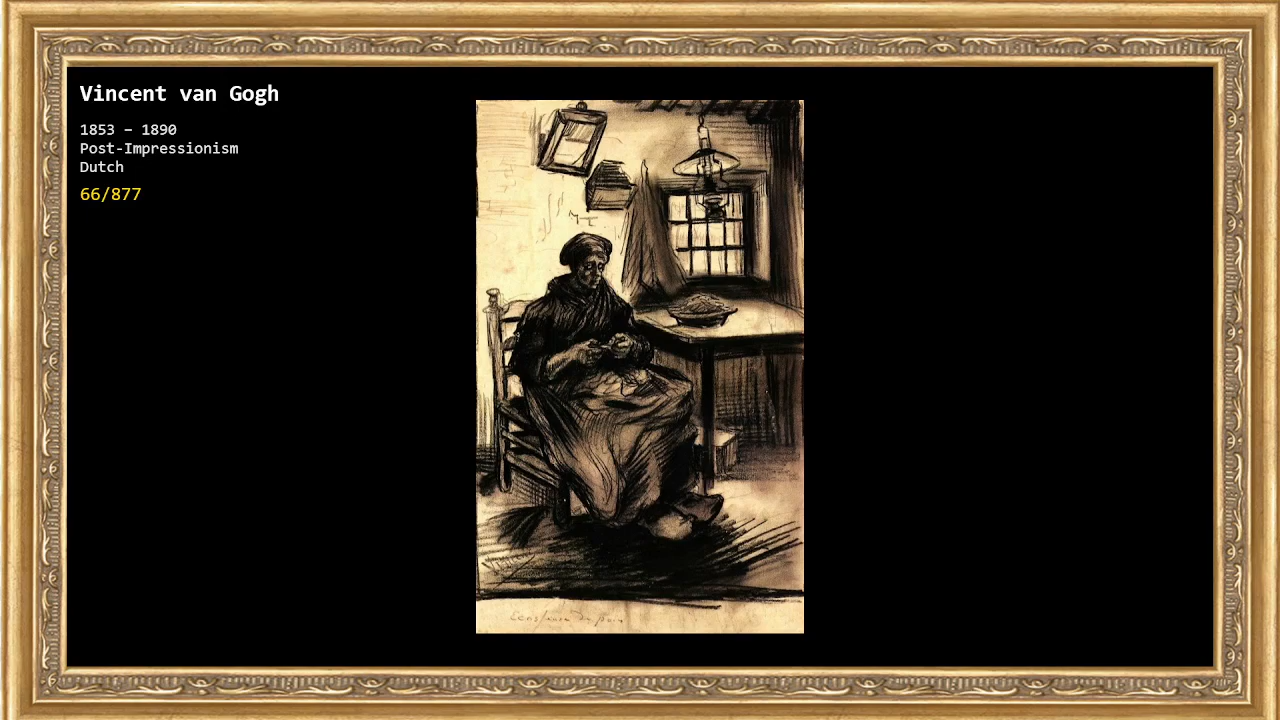 Vincent van Gogh
1853 – 1890
Post-Impressionism
Dutch
66/877